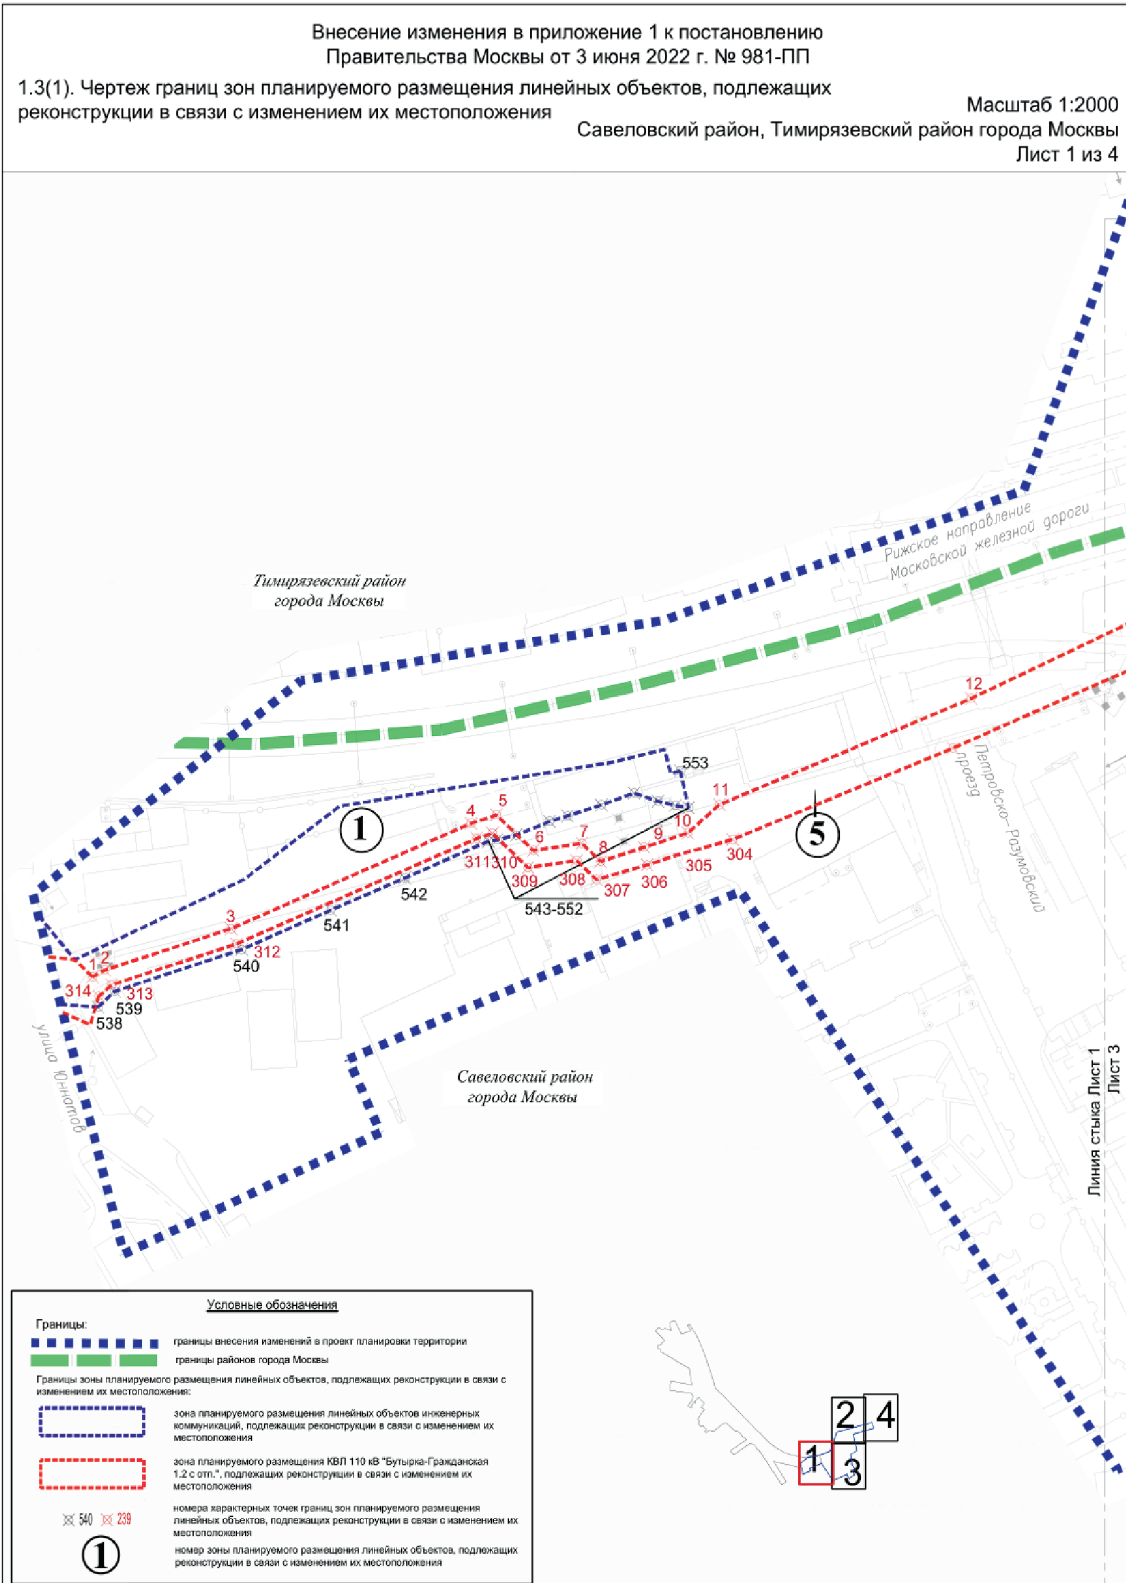 Внесение изменения в приложение 1 к постановлению
Правительства Москвы от 3 июня 2022 г. № 981-ПП
1.3(1). Чертеж границ зон планируемого размещения линейных объектов, подлежащих
реконструкции в связи с изменением их местоположения
Масштаб 1:2000
Савеловский район, Тимирязевский район города Москвы
Лист 1 из 4
Рижское направление
Московской железной дороги
Тимирязевский район
города Москвы
12
553
11
5
4
10
1
7
6
9
5
8
304
311
310
305
309
308
306
307
542
543-552
541
3
312
540
2
1
314
313
539
538
Петровско-Разумовский
проезд
улица Юннатов
Савеловский район
города Москвы
Линия стыка Лист 1
Лист 3
Условные обозначения
Границы:
границы внесения изменений в проект планировки территории
границы районов города Москвы
Границы зоны планируемого размещения линейных объектов, подлежащих реконструкции в связи с
изменением их местоположения:
зона планируемого размещения линейных объектов инженерных
коммуникаций, подлежащих реконструкции в связи с изменением их
местоположения
зона планируемого размещения КВЛ 110 кВ "Бутырка-Гражданская
1.2 с отп.", подлежащих реконструкции в связи с изменением их
местоположения
540 239
номера характерных точек границ зон планируемого размещения
линейных объектов, подлежащих реконструкции в связи с изменением их
местоположения
1
номер зоны планируемого размещения линейных объектов, подлежащих
реконструкции в связи с изменением их местоположения
2 4
1 3